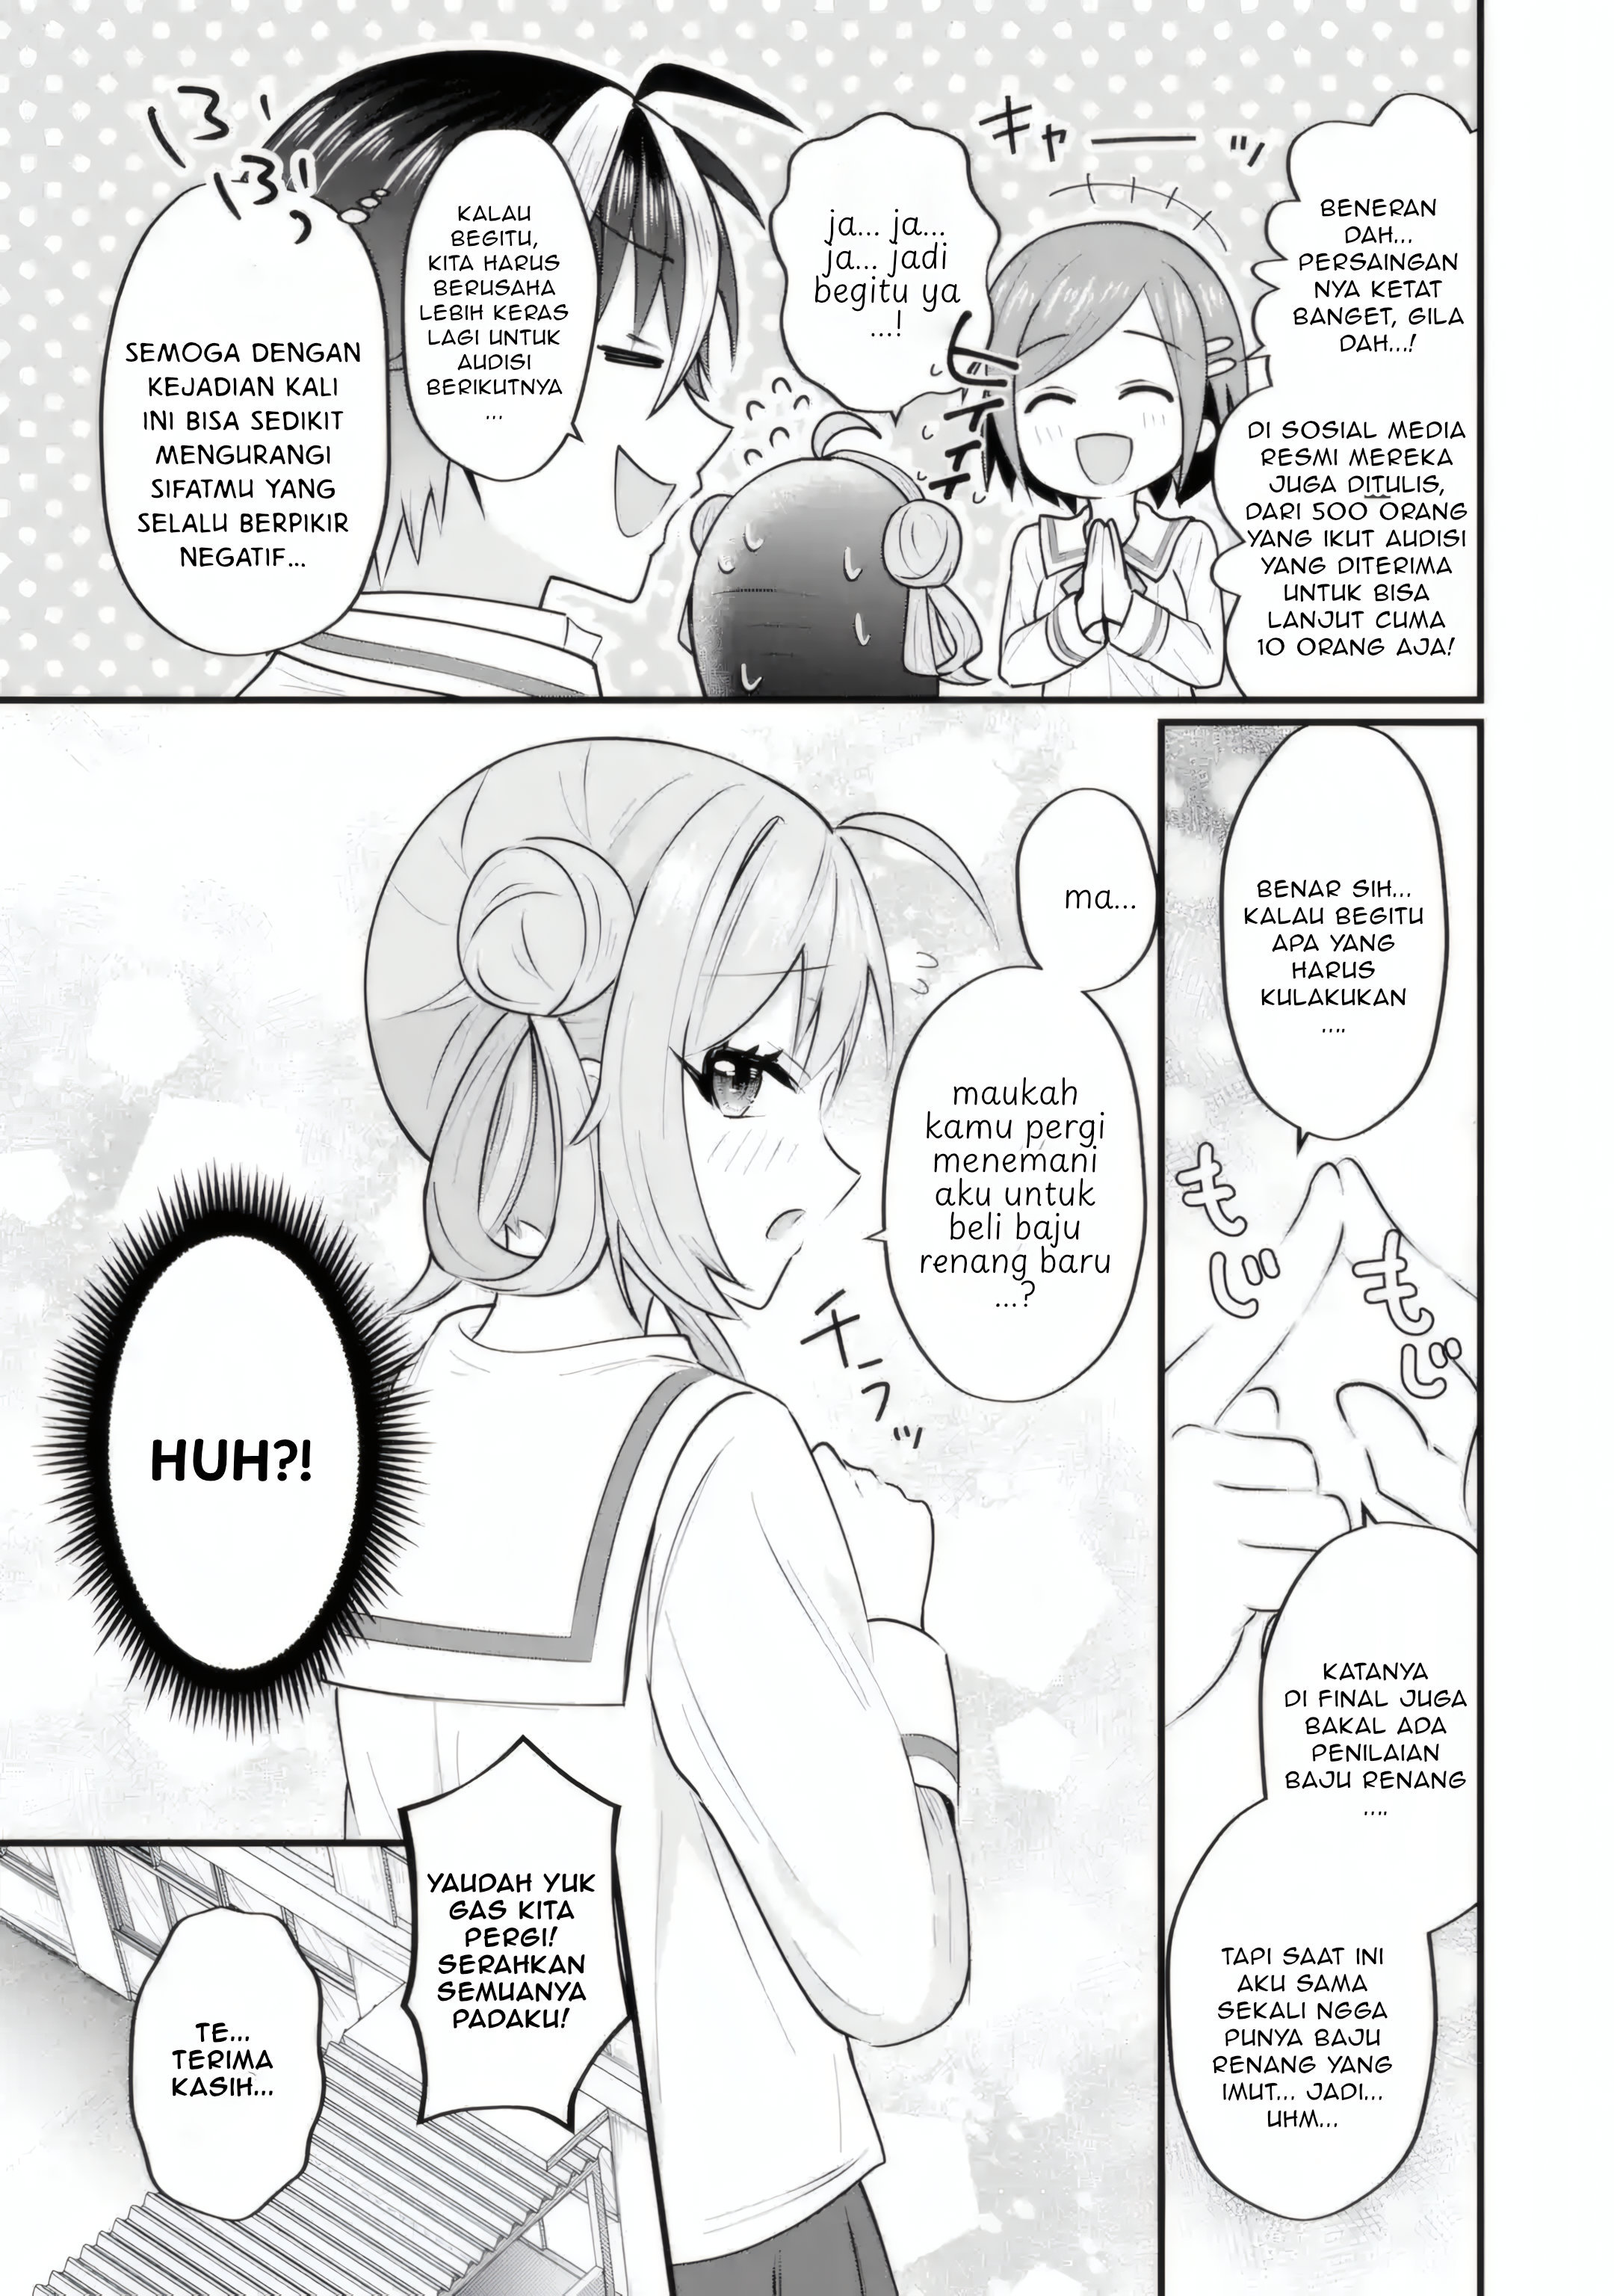 キャーーッ
BENERAN
DAH...
PERSAINGAN
NYA KETAT
BANGET, GILA
DAH...!
DI SOSIAL MEDIA
RESMI MEREKA
JUGA DITULIS,
DARI 500 ORANG
YANG IKUT AUDISI
YANG DITERIMA
UNTUK BISA
LANJUT CUMA
10 ORANG AJA!
ja... ja...
ja... jadi
begitu ya
...!
KALAU
BEGITU,
KITA HARUS
BERUSAHA
LEBIH KERAS
LAGI UNTUK
AUDISI
BERIKUTNYA
...
SEMOGA DENGAN
KEJADIAN KALI
INI BISA SEDIKIT
MENGURANGI
SIFATMU YANG
SELALU BERPIKIR
NEGATIF...
BENAR SIH...
KALAU BEGITU
APA YANG
HARUS
KULAKUKAN
....
もじ
もじ
KATANYA
DI FINAL JUGA
BAKAL ADA
PENILAIAN
BAJU RENANG
....
TAPI SAAT INI
AKU SAMA
SEKALI NGGA
PUNYA BAJU
RENANG YANG
IMUT... JADI...
UHM...
ma...
maukah
kamu pergi
menemani
aku untuk
beli baju
renang baru
...?
チラッ
HUH?!
YAUDAH YUK
GAS KITA
PERGI!
SERAHKAN
SEMUANYA
PADAKU!
TE...
TERIMA
KASIH...